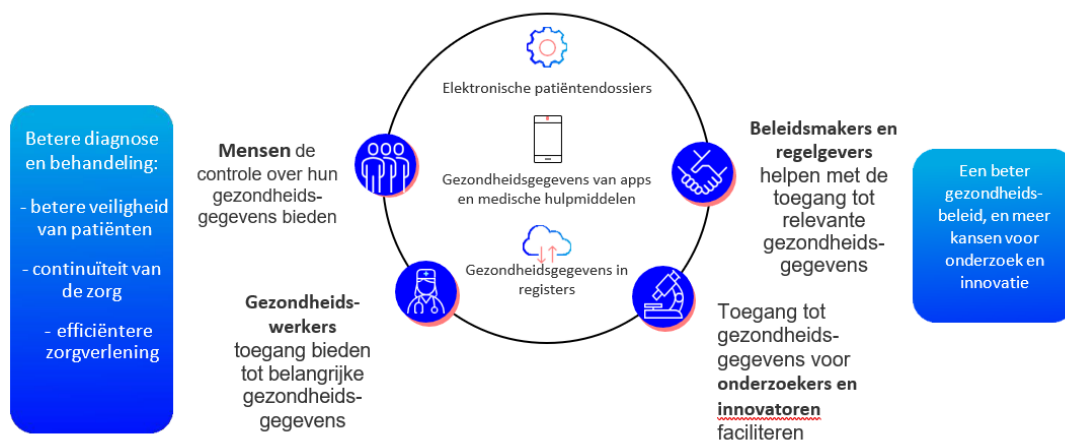 Betere diagnose
en behandeling:
- betere veiligheid
van patiënten
- continuïteit van
de zorg
- efficiëntere
zorgverlening
Mensen de
controle over hun
gezondheids-
gegevens bieden
Gezondheids-
werkers
toegang bieden
tot belangrijke
gezondheids-
gegevens
Elektronische patiëntendossiers
Gezondheidsgegevens van apps
en medische hulpmiddelen
Gezondheidsgegevens in
registers
Beleidsmakers en
regelgevers
helpen met de
toegang tot
relevante
gezondheids-
gegevens
Toegang tot
gezondheids-
gegevens voor
onderzoekers en
innovatoren
faciliteren
Een beter
gezondheids-
beleid, en meer
kansen voor
onderzoek en
innovatie